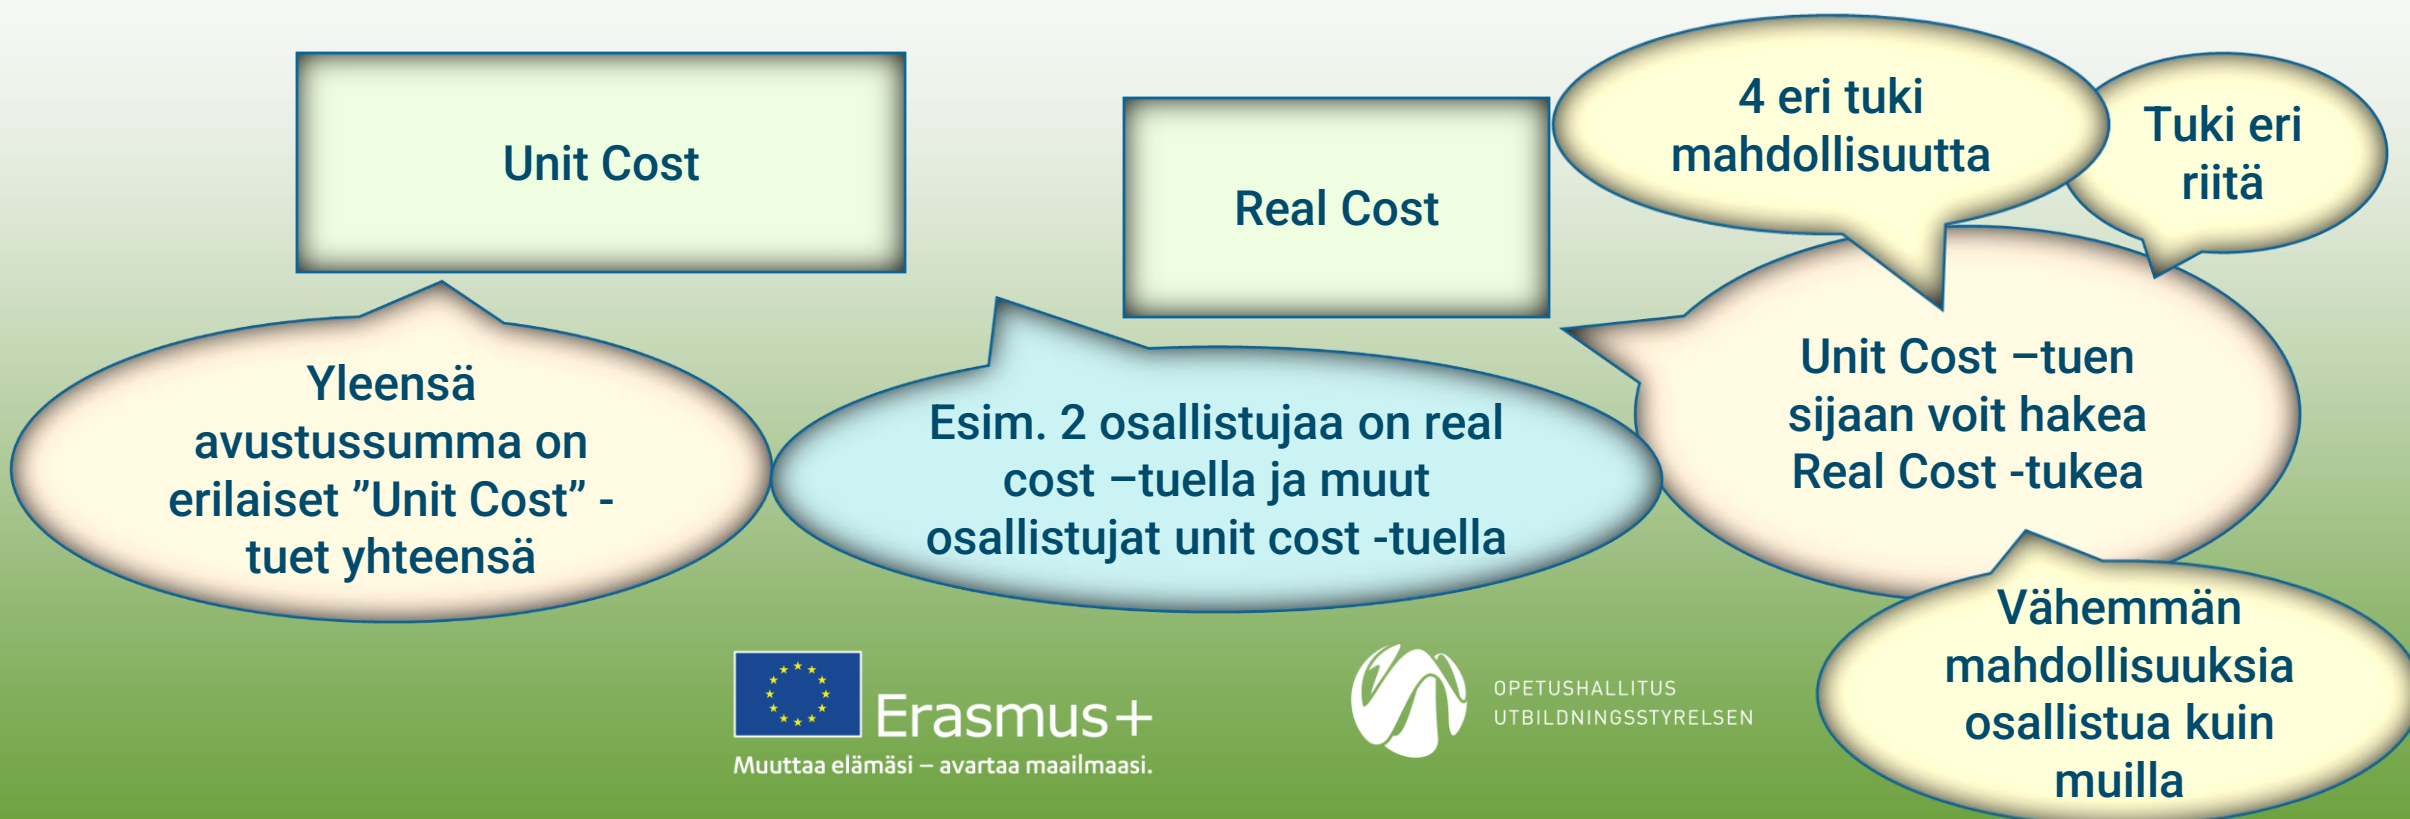 Unit Cost
Real Cost
4 eri tuki
mahdollisuutta
Tuki eri
riitä
Yleensä
avustussumma on
erilaiset ”Unit Cost” -
tuet yhteensä
Esim. 2 osallistujaa on real
cost –tuella ja muut
osallistujat unit cost -tuella
Unit Cost –tuen
sijaan voit hakea
Real Cost -tukea
Vähemmän
mahdollisuuksia
osallistua kuin
muilla
Erasmus+
Muuttaa elämäsi – avartaa maailmaasi.
OPETUSHALLITUS
UTBILDNINGSSTYRELSEN